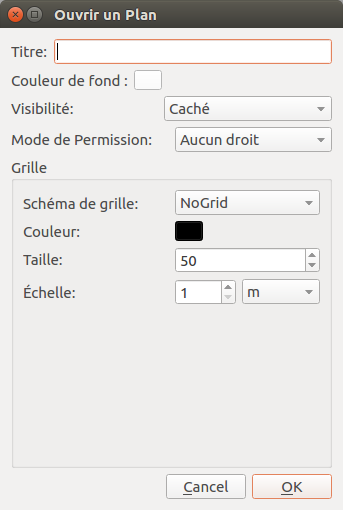 Ouvrir un Plan
Titre:
Couleur de fond :
Visibilité: Caché
Mode de Permission: Aucun droit
Grille
Schéma de grille: NoGrid
Couleur:
Taille: 50
Échelle: 1 m
Cancel OK